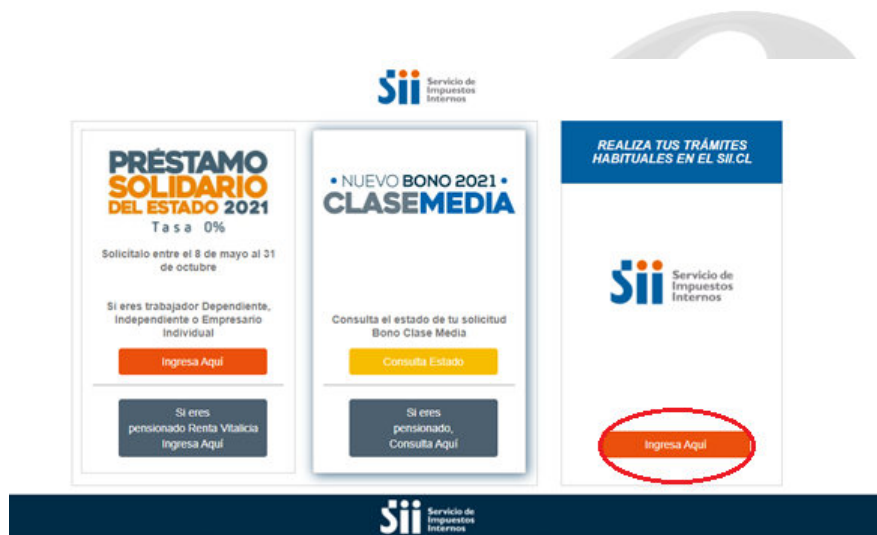 Sii Servicio de
Impuestos
Internos
PRÉSTAMO
SOLIDARIO
DEL ESTADO 2021
Tasa 0%
Solicítalo entre el 8 de mayo al 31
de octubre
Si eres trabajador Dependiente,
Independiente o Empresario
Individual
Ingresa Aquí
Si eres
pensionado Renta Vitalicia
Ingresa Aquí
• NUEVO BONO 2021 •
CLASEMEDIA
Consulta el estado de tu solicitud
Bono Clase Media
Consulta Estado
Si eres
pensionado,
Consulta Aquí
REALIZA TUS TRÁMITES
HABITUALES EN EL SII.CL
Sii Servicio de
Impuestos
Internos
Ingresa Aquí
Sii Servicio de
Impuestos
Internos